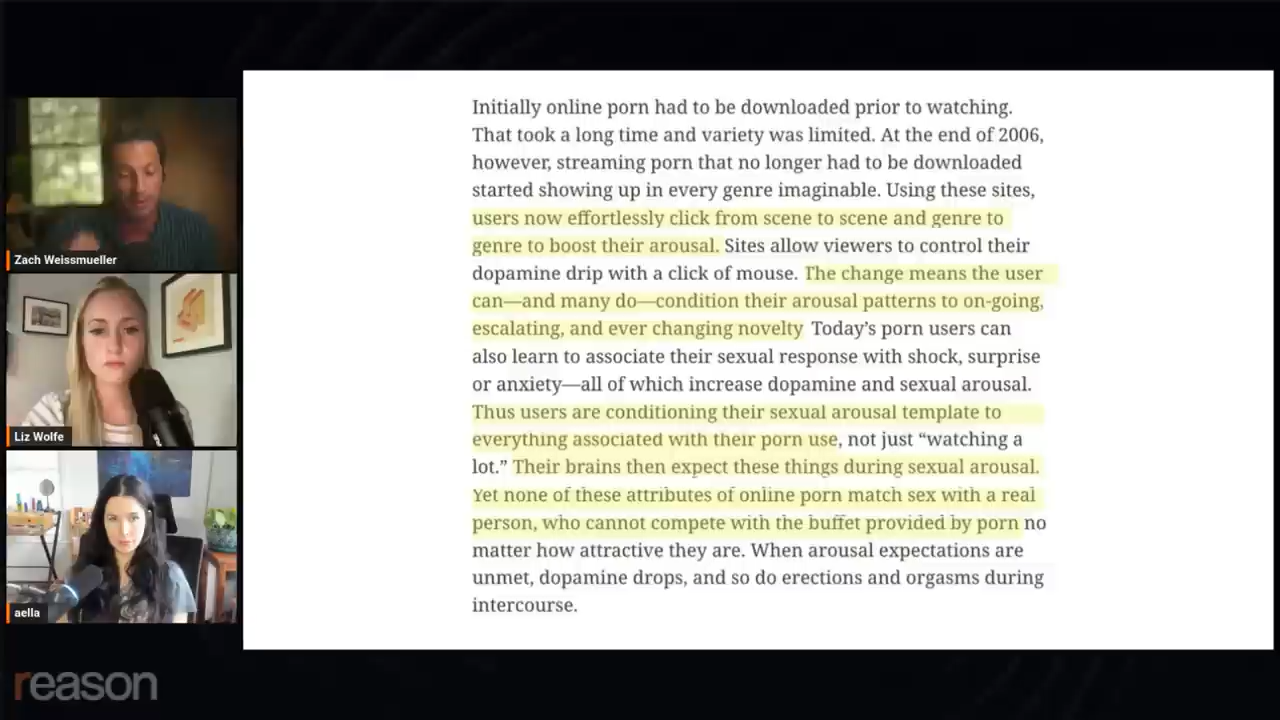 Zach Weissmueller
Liz Wolfe
aella
Initially online porn had to be downloaded prior to watching.
That took a long time and variety was limited. At the end of 2006,
however, streaming porn that no longer had to be downloaded
started showing up in every genre imaginable. Using these sites,
users now effortlessly click from scene to scene and genre to
genre to boost their arousal. Sites allow viewers to control their
dopamine drip with a click of mouse. The change means the user
can—and many do—condition their arousal patterns to on-going,
escalating, and ever changing novelty Today’s porn users can
also learn to associate their sexual response with shock, surprise
or anxiety—all of which increase dopamine and sexual arousal.
Thus users are conditioning their sexual arousal template to
everything associated with their porn use, not just “watching a
lot.” Their brains then expect these things during sexual arousal.
Yet none of these attributes of online porn match sex with a real
person, who cannot compete with the buffet provided by porn no
matter how attractive they are. When arousal expectations are
unmet, dopamine drops, and so do erections and orgasms during
intercourse.
reason